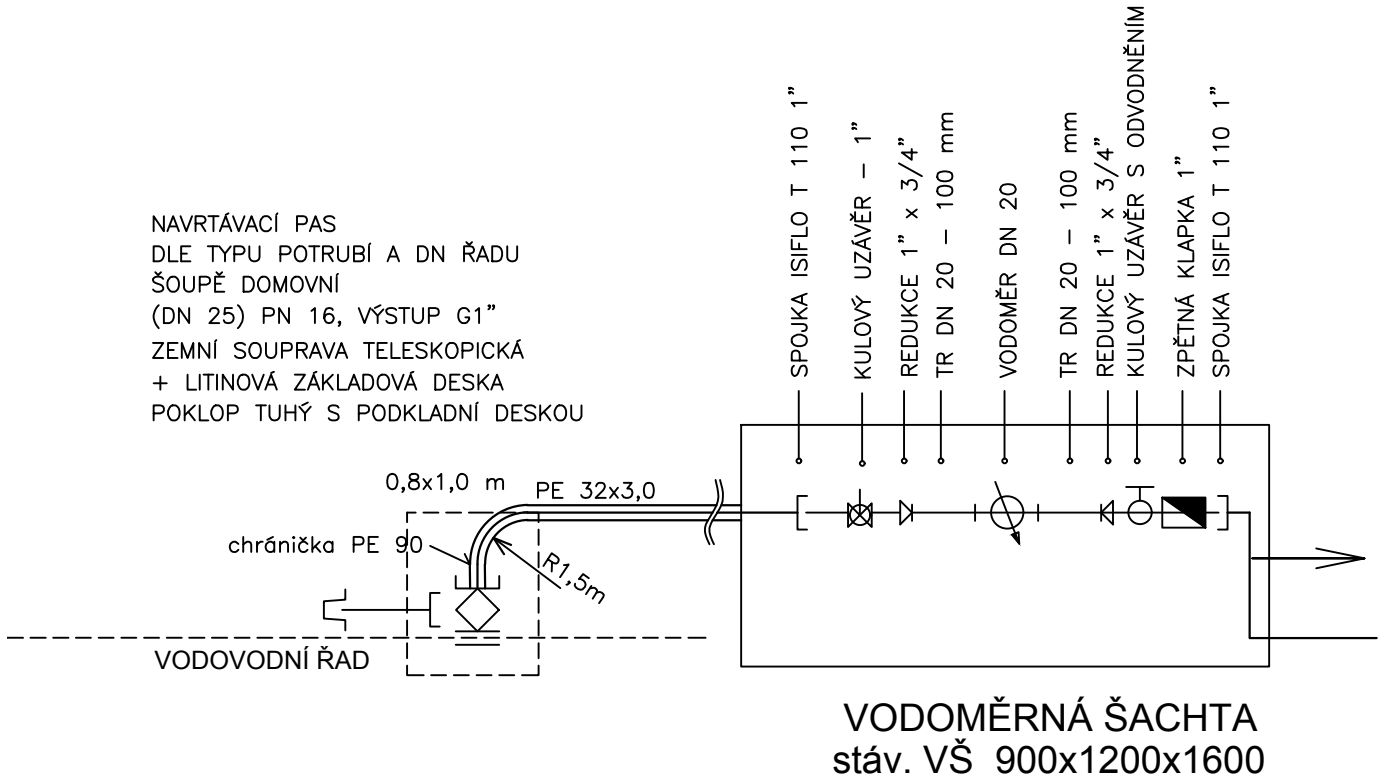 NAVRTÁVACÍ PAS
DLE TYPU POTRUBÍ A DN ŘADU
ŠOUPĚ DOMOVNÍ
(DN 25) PN 16, VÝSTUP G1”
ZEMNÍ SOUPRAVA TELESKOPICKÁ
+ LITINOVÁ ZÁKLADOVÁ DESKA
POKLOP TUHÝ S PODKLADNÍ DESKOU
SPOJKA ISIFLO T 110 1”
KULOVÝ UZÁVĚR – 1”
REDUKCE 1” x 3/4”
TR DN 20 – 100 mm
VODOMĚR DN 20
TR DN 20 – 100 mm
REDUKCE 1” x 3/4”
KULOVÝ UZÁVĚR S ODVODNĚNÍM
ZPĚTNÁ KLAPKA 1”
SPOJKA ISIFLO T 110 1”
0,8x1,0 m
PE 32x3,0
chránička PE 90
R1,5m
VODOVODNÍ ŘAD
VODOMĚRNÁ ŠACHTA
stáv. VŠ 900x1200x1600